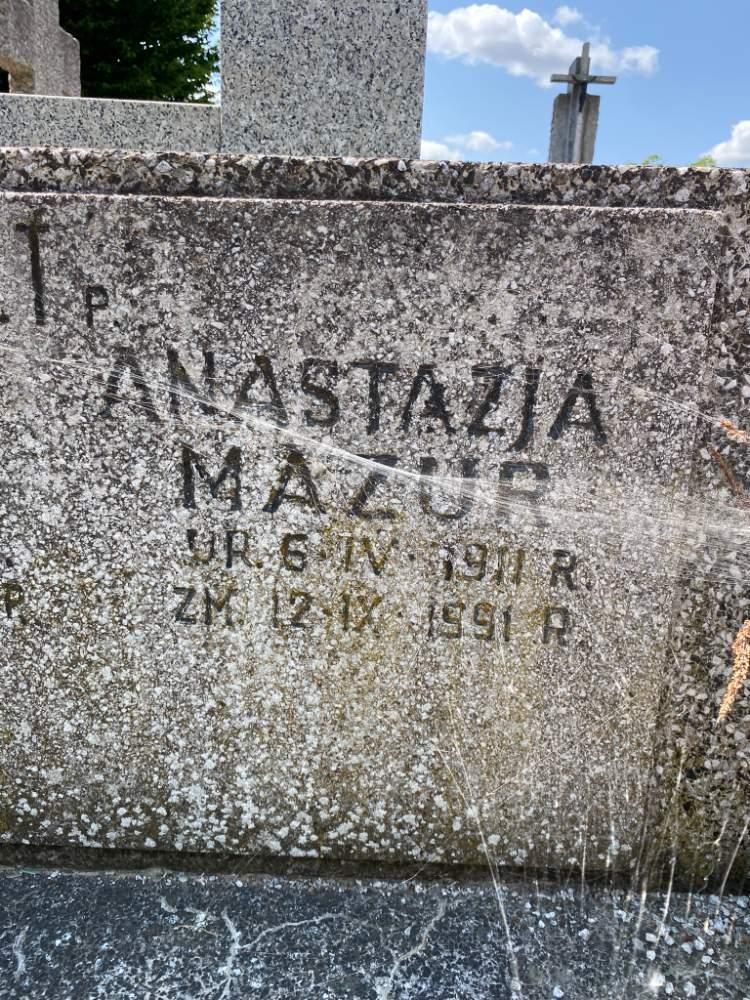 Ś.T P.
ANASTAZJA
MAZUR
UR. 6·IV·1911 R
ZM. 12·IX·1991 R